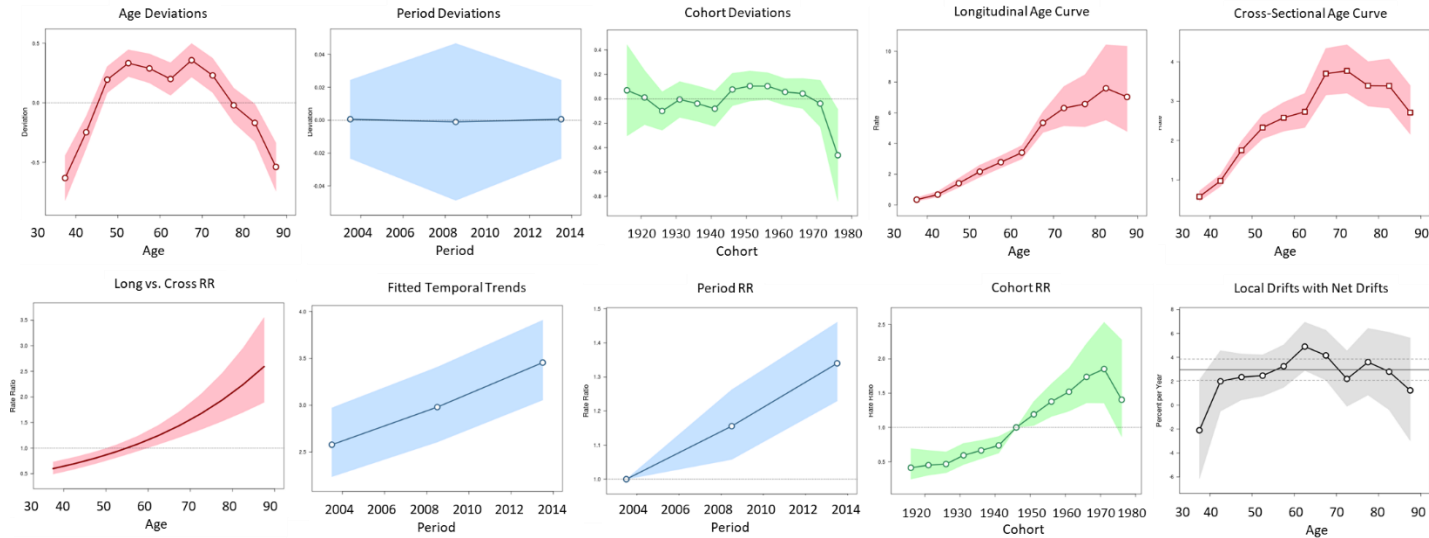 Age Deviations
0.5
0.0
-0.5
Deviation
30 40 50 60 70 80 90
Age
Period Deviations
0.04
0.02
0.00
-0.02
-0.04
Deviation
2004 2006 2008 2010 2012 2014
Period
Cohort Deviations
0.4
0.2
0.0
-0.2
-0.4
-0.6
-0.8
Deviation
1920 1930 1940 1950 1960 1970 1980
Cohort
Longitudinal Age Curve
10
8
6
4
2
0
Rate
30 40 50 60 70 80 90
Age
Cross-Sectional Age Curve
4
3
2
1
Rate
30 40 50 60 70 80 90
Age
Long vs. Cross RR
3.5
3.0
2.5
2.0
1.5
1.0
0.5
Rate Ratio
30 40 50 60 70 80 90
Age
Fitted Temporal Trends
4.0
3.5
3.0
2.5
Rate
2004 2006 2008 2010 2012 2014
Period
Period RR
1.5
1.4
1.3
1.2
1.1
1.0
Rate Ratio
2004 2006 2008 2010 2012 2014
Period
Cohort RR
2.5
2.0
1.5
1.0
0.5
Rate Ratio
1920 1930 1940 1950 1960 1970 1980
Cohort
Local Drifts with Net Drifts
8
6
4
2
0
-2
-4
-6
Percent per Year
30 40 50 60 70 80 90
Age